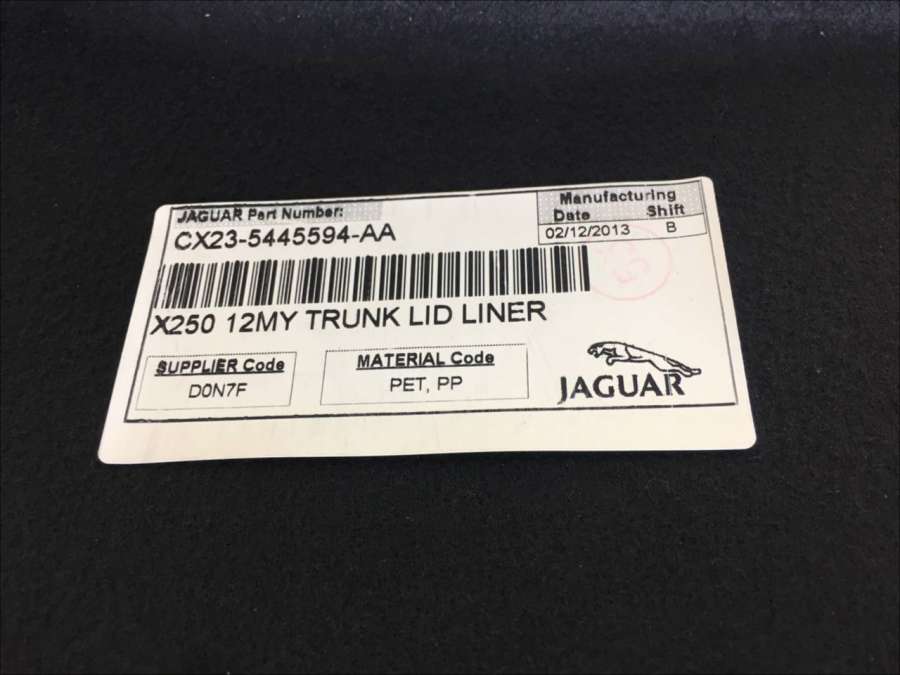 JAGUAR Part Number:
CX23-5445594-AA
Manufacturing
Date Shift
02/12/2013 B
X250 12MY TRUNK LID LINER
SUPPLIER Code
D0N7F
MATERIAL Code
PET, PP
JAGUAR